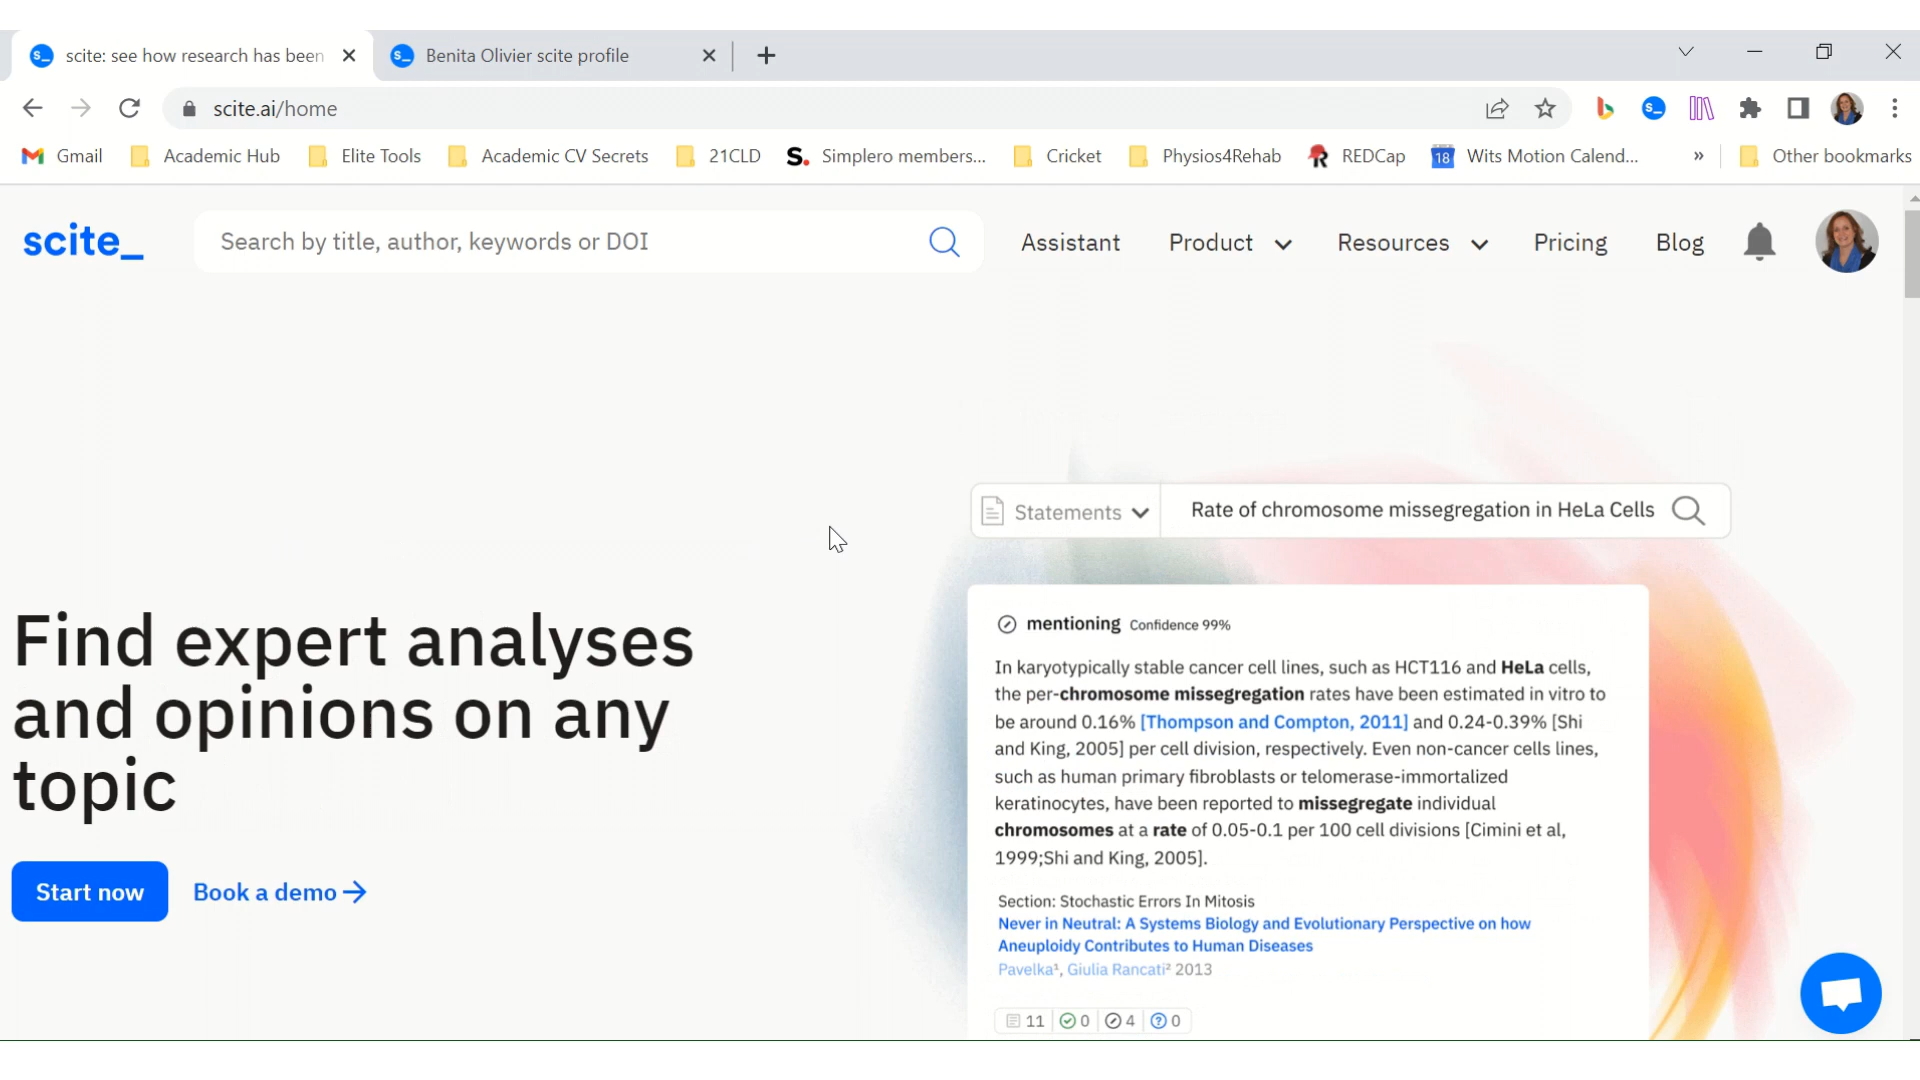 scite: see how research has been
Benita Olivier scite profile
scite.ai/home
Gmail
Academic Hub
Elite Tools
Academic CV Secrets
21CLD
S. Simplero members...
Cricket
Physios4Rehab
REDCap
18 Wits Motion Calend...
»
Other bookmarks
scite_
Search by title, author, keywords or DOI
Assistant
Product
Resources
Pricing
Blog
Statements
Rate of chromosome missegregation in HeLa Cells
Find expert analyses
and opinions on any
topic
Start now
Book a demo
mentioning Confidence 99%
In karyotypically stable cancer cell lines, such as HCT116 and HeLa cells,
the per-chromosome missegregation rates have been estimated in vitro to
be around 0.16% [Thompson and Compton, 2011] and 0.24-0.39% [Shi
and King, 2005] per cell division, respectively. Even non-cancer cells lines,
such as human primary fibroblasts or telomerase-immortalized
keratinocytes, have been reported to missegregate individual
chromosomes at a rate of 0.05-0.1 per 100 cell divisions [Cimini et al,
1999;Shi and King, 2005].
Section: Stochastic Errors In Mitosis
Never in Neutral: A Systems Biology and Evolutionary Perspective on how
Aneuploidy Contributes to Human Diseases
Pavelka¹, Giulia Rancati² 2013
11 0 4 0